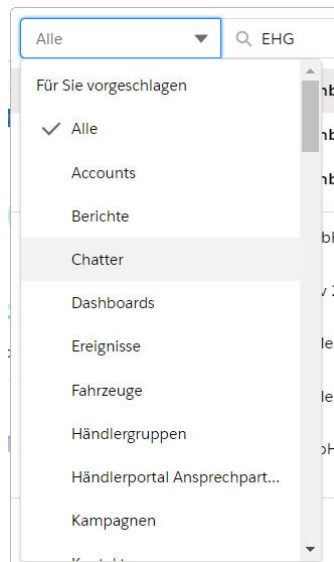 Alle EHG
Für Sie vorgeschlagen
Alle
Accounts
Berichte
Chatter
Dashboards
Ereignisse
Fahrzeuge
Händlergruppen
Händlerportal Ansprechpart...
Kampagnen